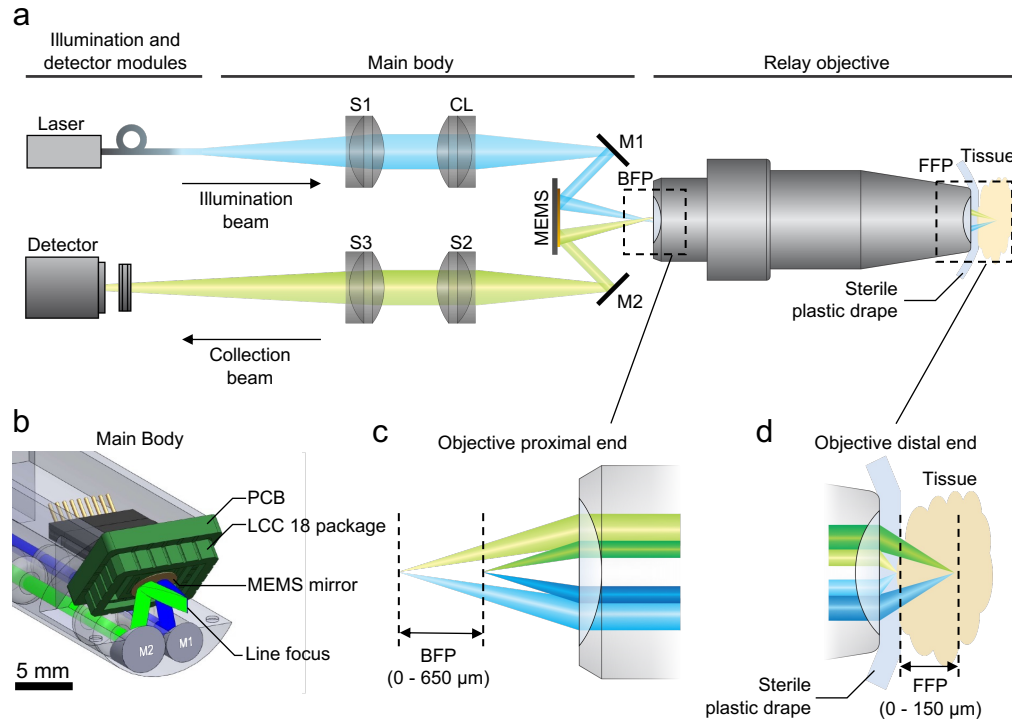 a
Illumination and
detector modules
Main body
Relay objective
Laser
S1
CL
M1
BFP
FFP
Tissue
Illumination
beam
MEMS
Detector
S3
S2
M2
Sterile
plastic drape
Collection
beam
b
Main Body
PCB
LCC 18 package
MEMS mirror
Line focus
M2
M1
5 mm
c
Objective proximal end
BFP
(0 - 650 µm)
d
Objective distal end
Tissue
Sterile
plastic drape
FFP
(0 - 150 µm)